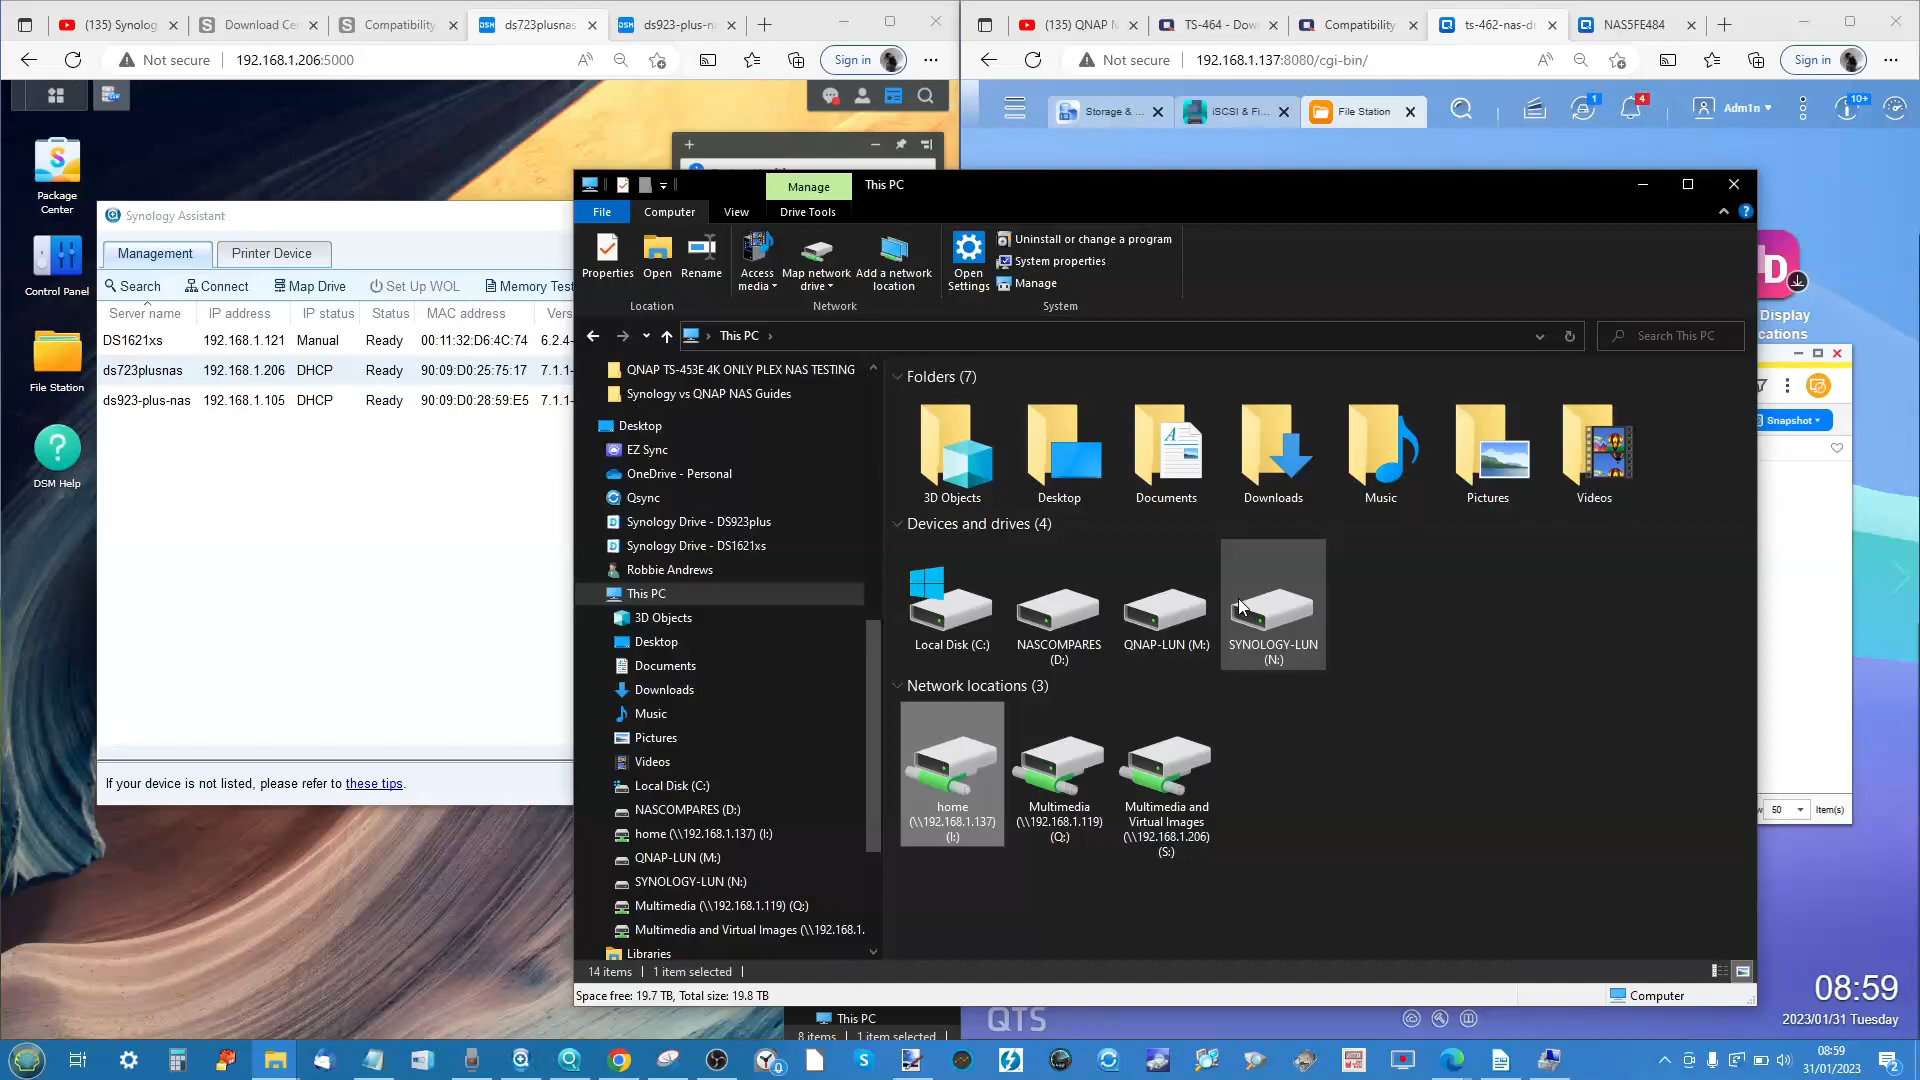 (135) Synolog
Download Ce
Compatibility
ds723plusnas
ds923-plus-n
(135) QNAP N
TS-464 - Dow
Compatibility
ts-462-nas-d
NAS5FE484
Not secure
192.168.1.206:5000
Sign in
Not secure
192.168.1.137:8080/cgi-bin/
Sign in
Storage & ...
iSCSI & Fi...
File Station
1
4
Adm1n
10+
Package
Center
Control Panel
File Station
DSM Help
Synology Assistant
Management
Printer Device
Search
Connect
Map Drive
Set Up WOL
Memory Test
Server name
IP address
IP status
Status
MAC address
Vers
DS1621xs
192.168.1.121
Manual
Ready
00:11:32:D6:4C:74
6.2.4-
ds723plusnas
192.168.1.206
DHCP
Ready
90:09:D0:25:75:17
7.1.1-
ds923-plus-nas
192.168.1.105
DHCP
Ready
90:09:D0:28:59:E5
7.1.1-
If your device is not listed, please refer to these tips.
Manage
This PC
File
Computer
View
Drive Tools
Properties
Open
Rename
Access
media
Map network
drive
Add a network
location
Open
Settings
Uninstall or change a program
System properties
Manage
Location
Network
System
This PC
Search This PC
QNAP TS-453E 4K ONLY PLEX NAS TESTING
Synology vs QNAP NAS Guides
Desktop
EZ Sync
OneDrive - Personal
Qsync
Synology Drive - DS923plus
Synology Drive - DS1621xs
Robbie Andrews
This PC
3D Objects
Desktop
Documents
Downloads
Music
Pictures
Videos
Local Disk (C:)
NASCOMPARES (D:)
home (\\192.168.1.137) (I:)
QNAP-LUN (M:)
SYNOLOGY-LUN (N:)
Multimedia (\\192.168.1.119) (Q:)
Multimedia and Virtual Images (\\192.168.1.
Libraries
Folders (7)
3D Objects
Desktop
Documents
Downloads
Music
Pictures
Videos
Devices and drives (4)
Local Disk (C:)
NASCOMPARES
(D:)
QNAP-LUN (M:)
SYNOLOGY-LUN
(N:)
Network locations (3)
home
(\\192.168.1.137)
(I:)
Multimedia
(\\192.168.1.119)
(Q:)
Multimedia and
Virtual Images
(\\192.168.1.206)
(S:)
14 items
1 item selected
Space free: 19.7 TB, Total size: 19.8 TB
Computer
Display
cations
Snapshot
50
Item(s)
This PC
8 items
1 item selected
QTS
08:59
2023/01/31 Tuesday
08:59
31/01/2023
2